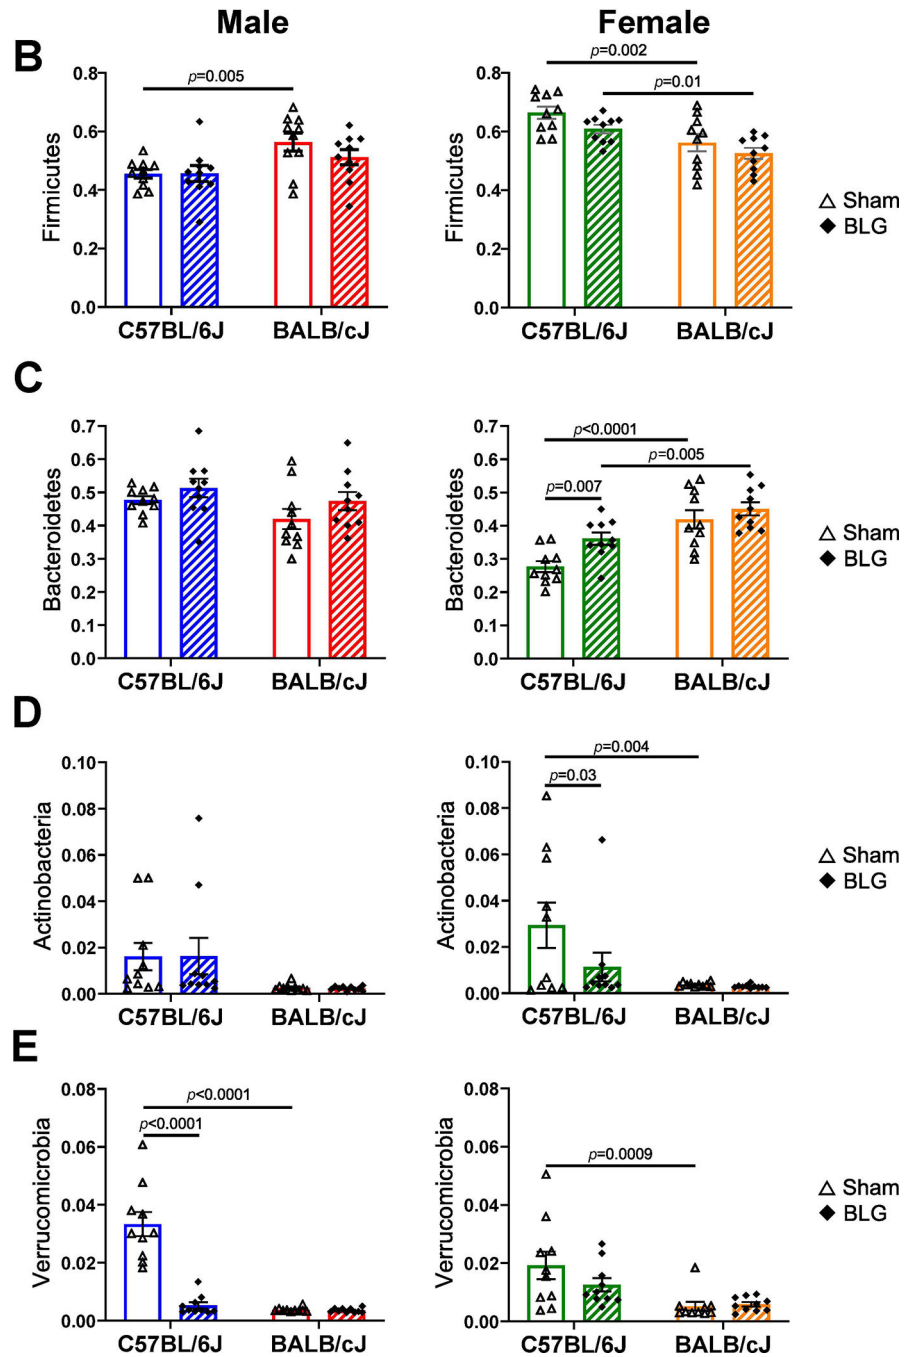 Male Female
B
p=0.005
p=0.002
p=0.01
Firmicutes
0.8
0.6
0.4
0.2
0.0
C57BL/6J BALB/cJ
Firmicutes
0.8
0.6
0.4
0.2
0.0
C57BL/6J BALB/cJ
Sham
BLG
C
Bacteroidetes
0.7
0.6
0.5
0.4
0.3
0.2
0.1
0.0
C57BL/6J BALB/cJ
p<0.0001
p=0.005
p=0.007
Bacteroidetes
0.7
0.6
0.5
0.4
0.3
0.2
0.1
0.0
C57BL/6J BALB/cJ
Sham
BLG
D
Actinobacteria
0.10
0.08
0.06
0.04
0.02
0.00
C57BL/6J BALB/cJ
p=0.004
p=0.03
Actinobacteria
0.10
0.08
0.06
0.04
0.02
0.00
C57BL/6J BALB/cJ
Sham
BLG
E
p<0.0001
p<0.0001
Verrucomicrobia
0.08
0.06
0.04
0.02
0.00
C57BL/6J BALB/cJ
p=0.0009
Verrucomicrobia
0.08
0.06
0.04
0.02
0.00
C57BL/6J BALB/cJ
Sham
BLG